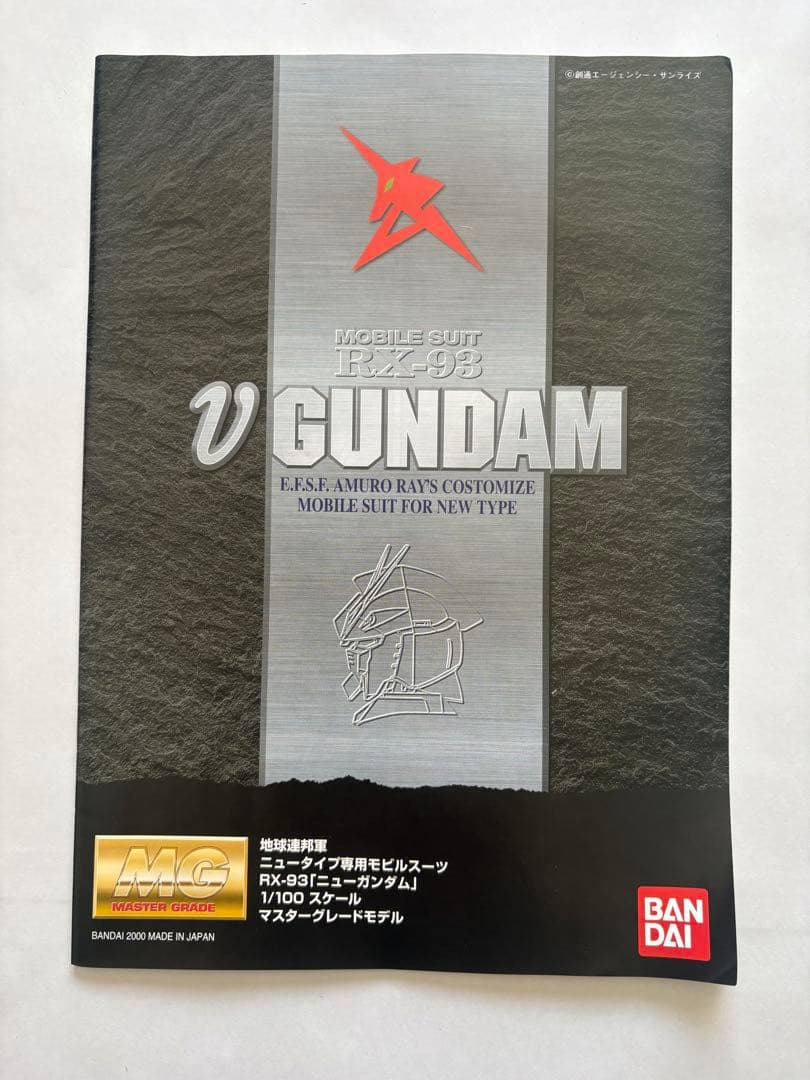 ©創通エージェンシー・サンライズ
MOBILE SUIT
RX-93
ν GUNDAM
E.F.S.F. AMURO RAY'S COSTOMIZE
MOBILE SUIT FOR NEW TYPE
MG
MASTER GRADE
BANDAI 2000 MADE IN JAPAN
地球連邦軍
ニュータイプ専用モビルスーツ
RX-93「ニューガンダム」
1/100 スケール
マスターグレードモデル
BAN
DAI